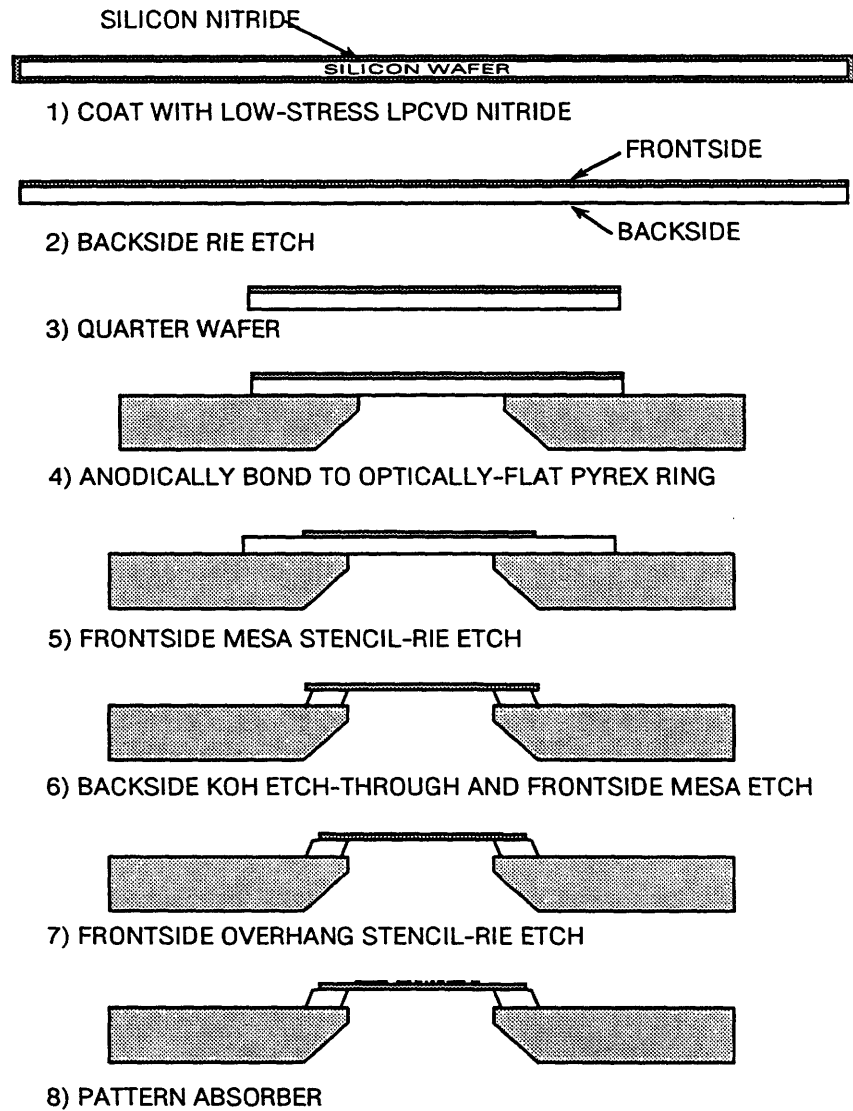 SILICON NITRIDE
SILICON WAFER
1) COAT WITH LOW-STRESS LPCVD NITRIDE
FRONTSIDE
BACKSIDE
2) BACKSIDE RIE ETCH
3) QUARTER WAFER
4) ANODICALLY BOND TO OPTICALLY-FLAT PYREX RING
5) FRONTSIDE MESA STENCIL-RIE ETCH
6) BACKSIDE KOH ETCH-THROUGH AND FRONTSIDE MESA ETCH
7) FRONTSIDE OVERHANG STENCIL-RIE ETCH
8) PATTERN ABSORBER